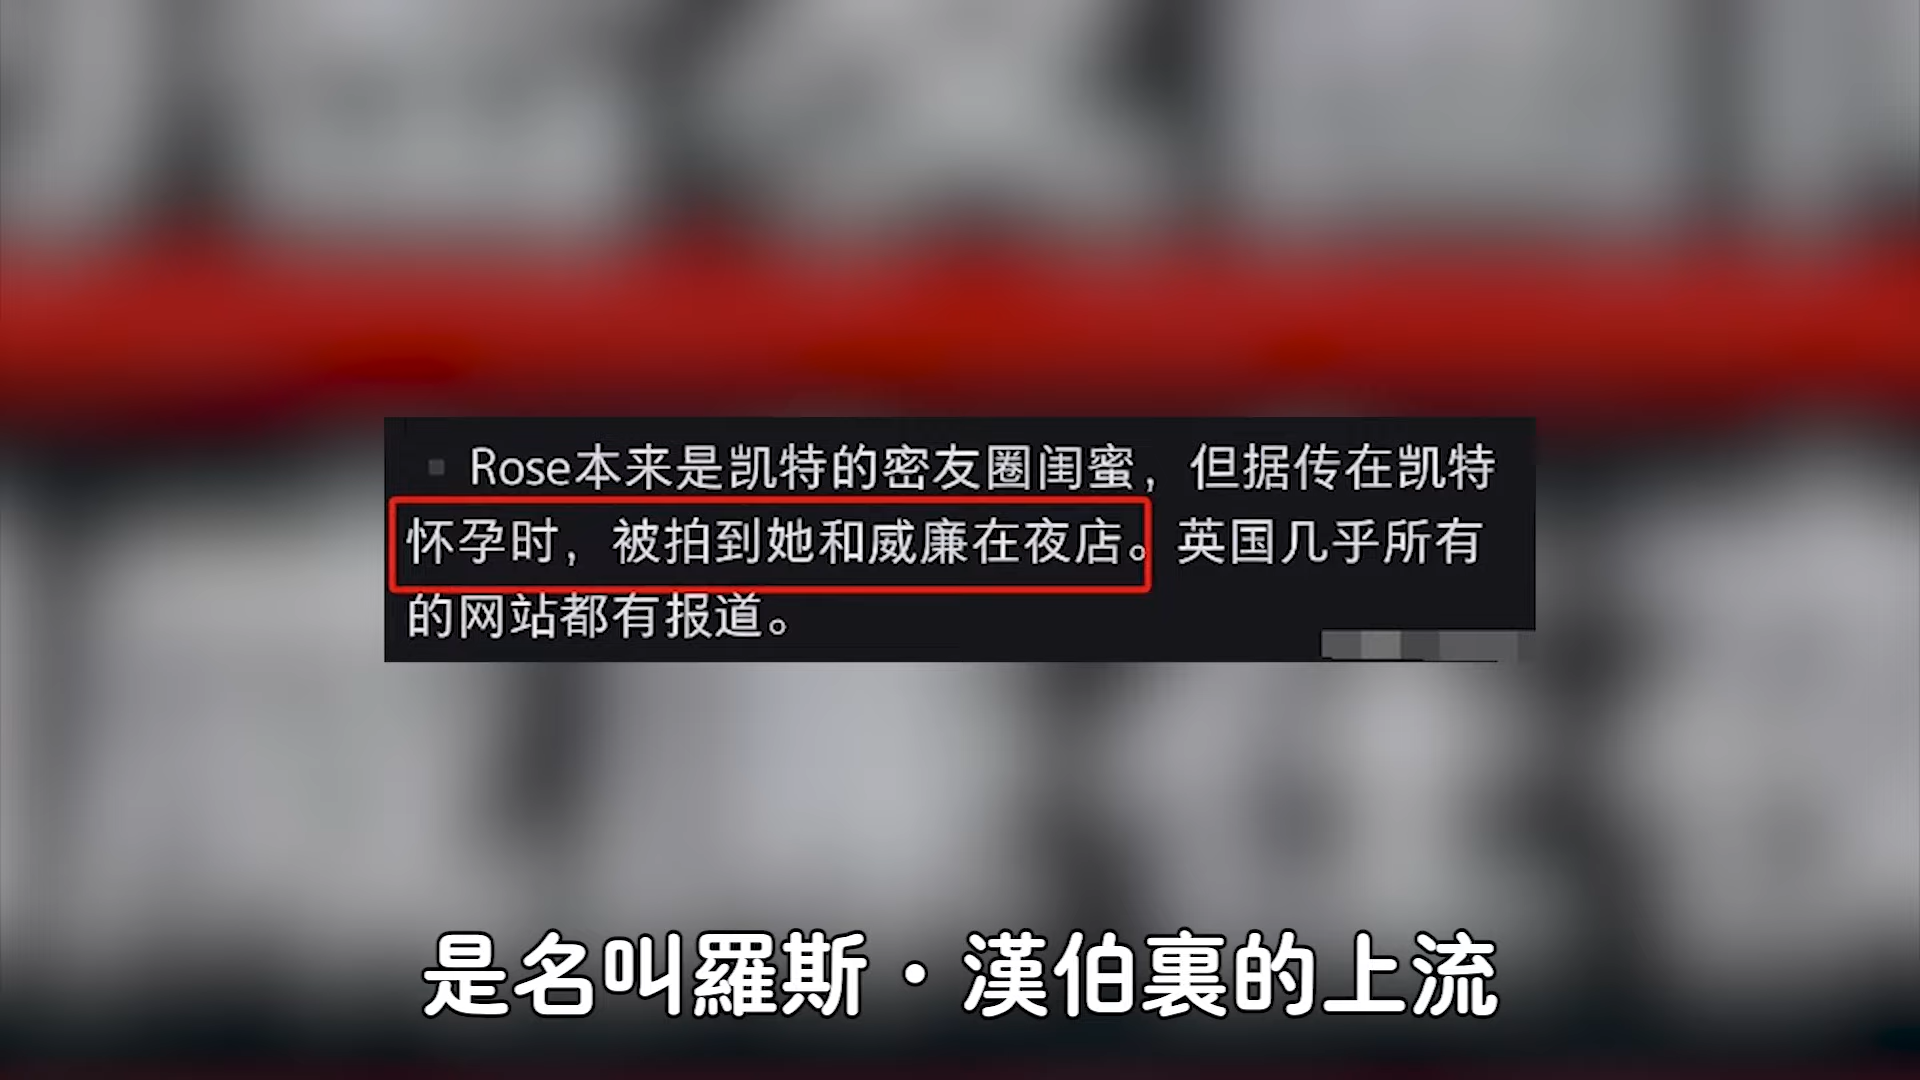 Rose本来是凯特的密友圈闺蜜，但据传在凯特
怀孕时，被拍到她和威廉在夜店。英国几乎所有
的网站都有报道。
是名叫羅斯·漢伯裏的上流